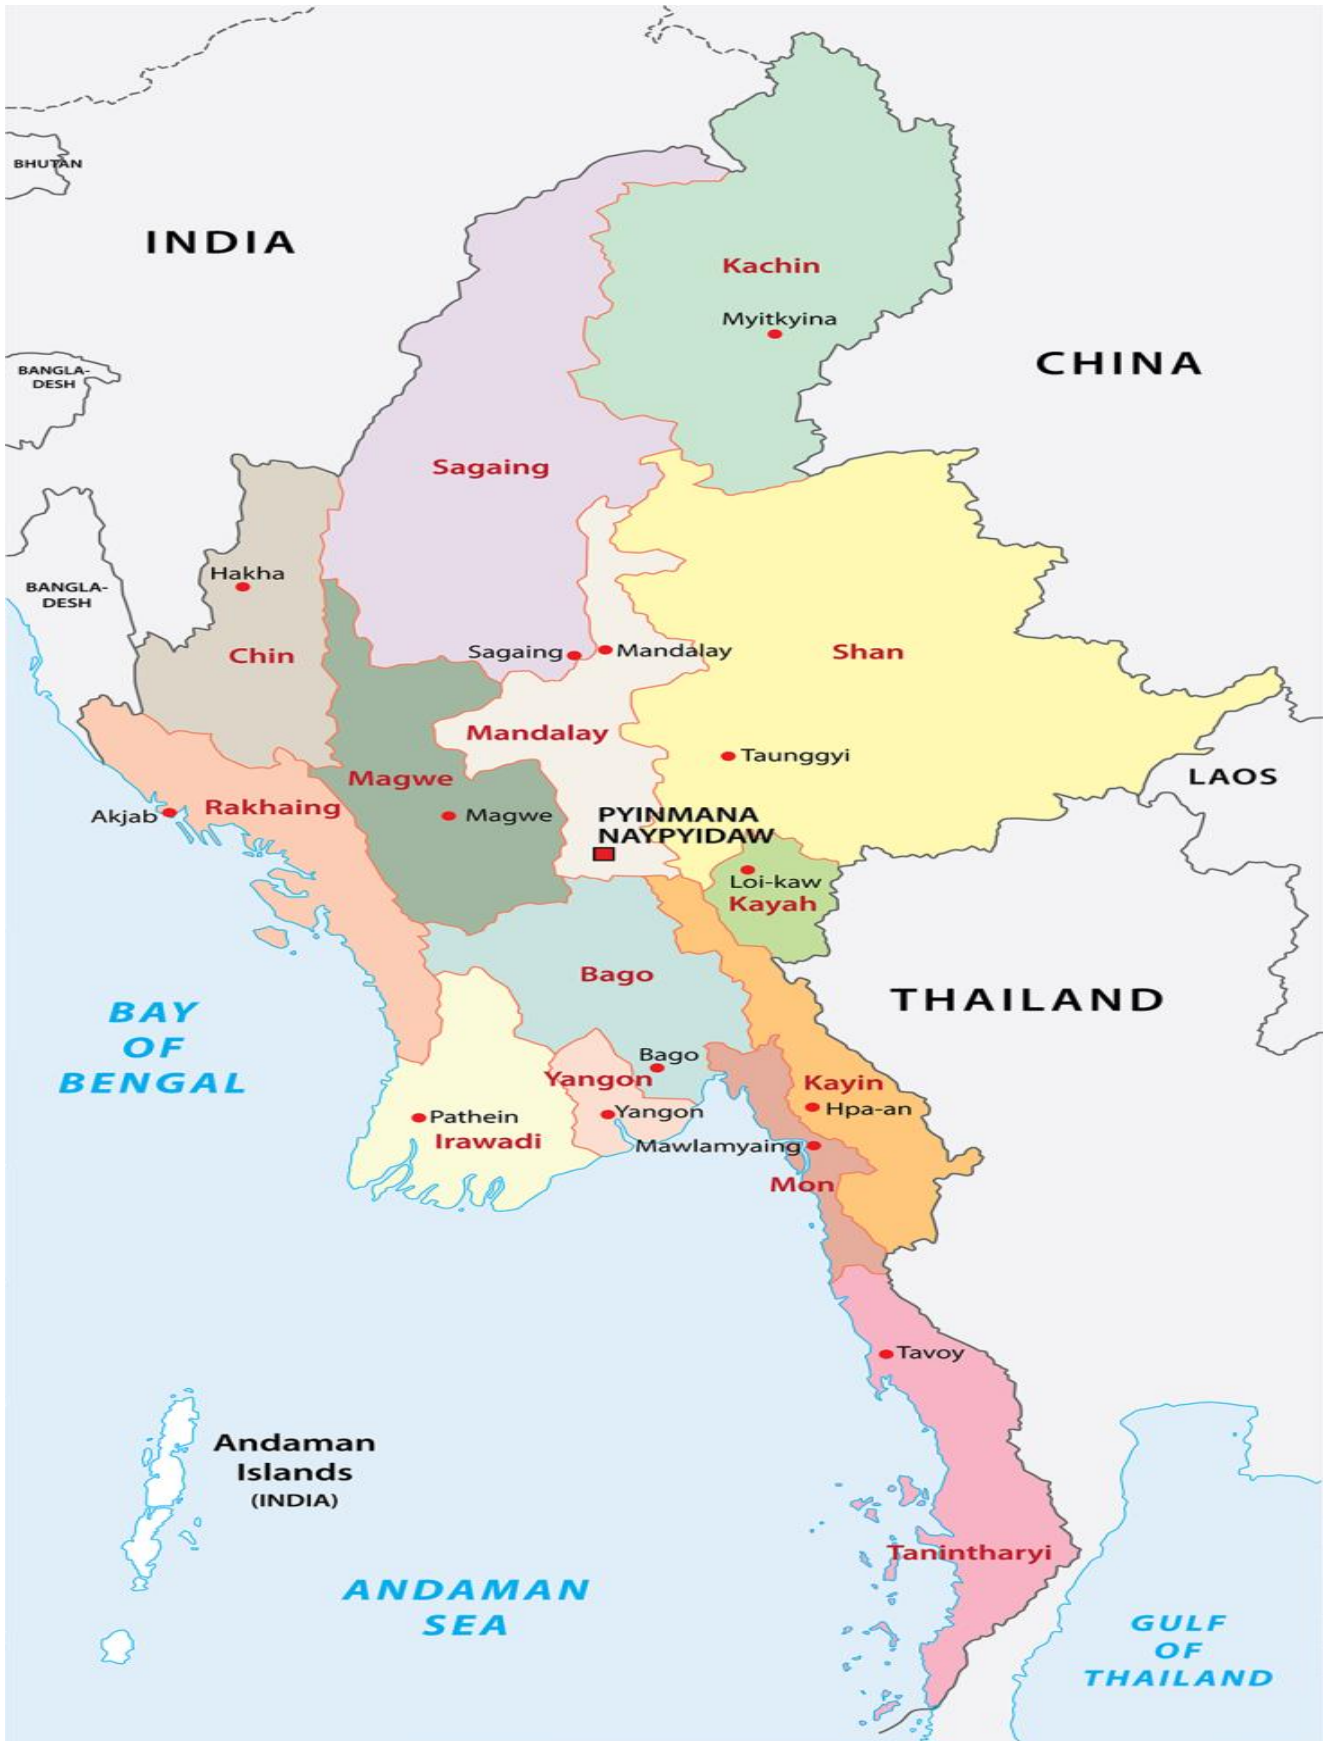 BHUTAN
INDIA
Kachin
Myitkyina
CHINA
BANGLA-
DESH
Sagaing
Hakha
BANGLA-
DESH
Chin
Sagaing
Mandalay
Shan
Mandalay
Taunggyi
LAOS
Magwe
Rakhaing
Akjab
Magwe
PYINMANA
NAYPYIDAW
Loi-kaw
Kayah
Bago
THAILAND
BAY
OF
BENGAL
Bago
Yangon
Kayin
Yangon
Hpa-an
Pathein
Irawadi
Mawlamyaing
Mon
Tavoy
Andaman
Islands
(INDIA)
Tanintharyi
ANDAMAN
SEA
GULF
OF
THAILAND